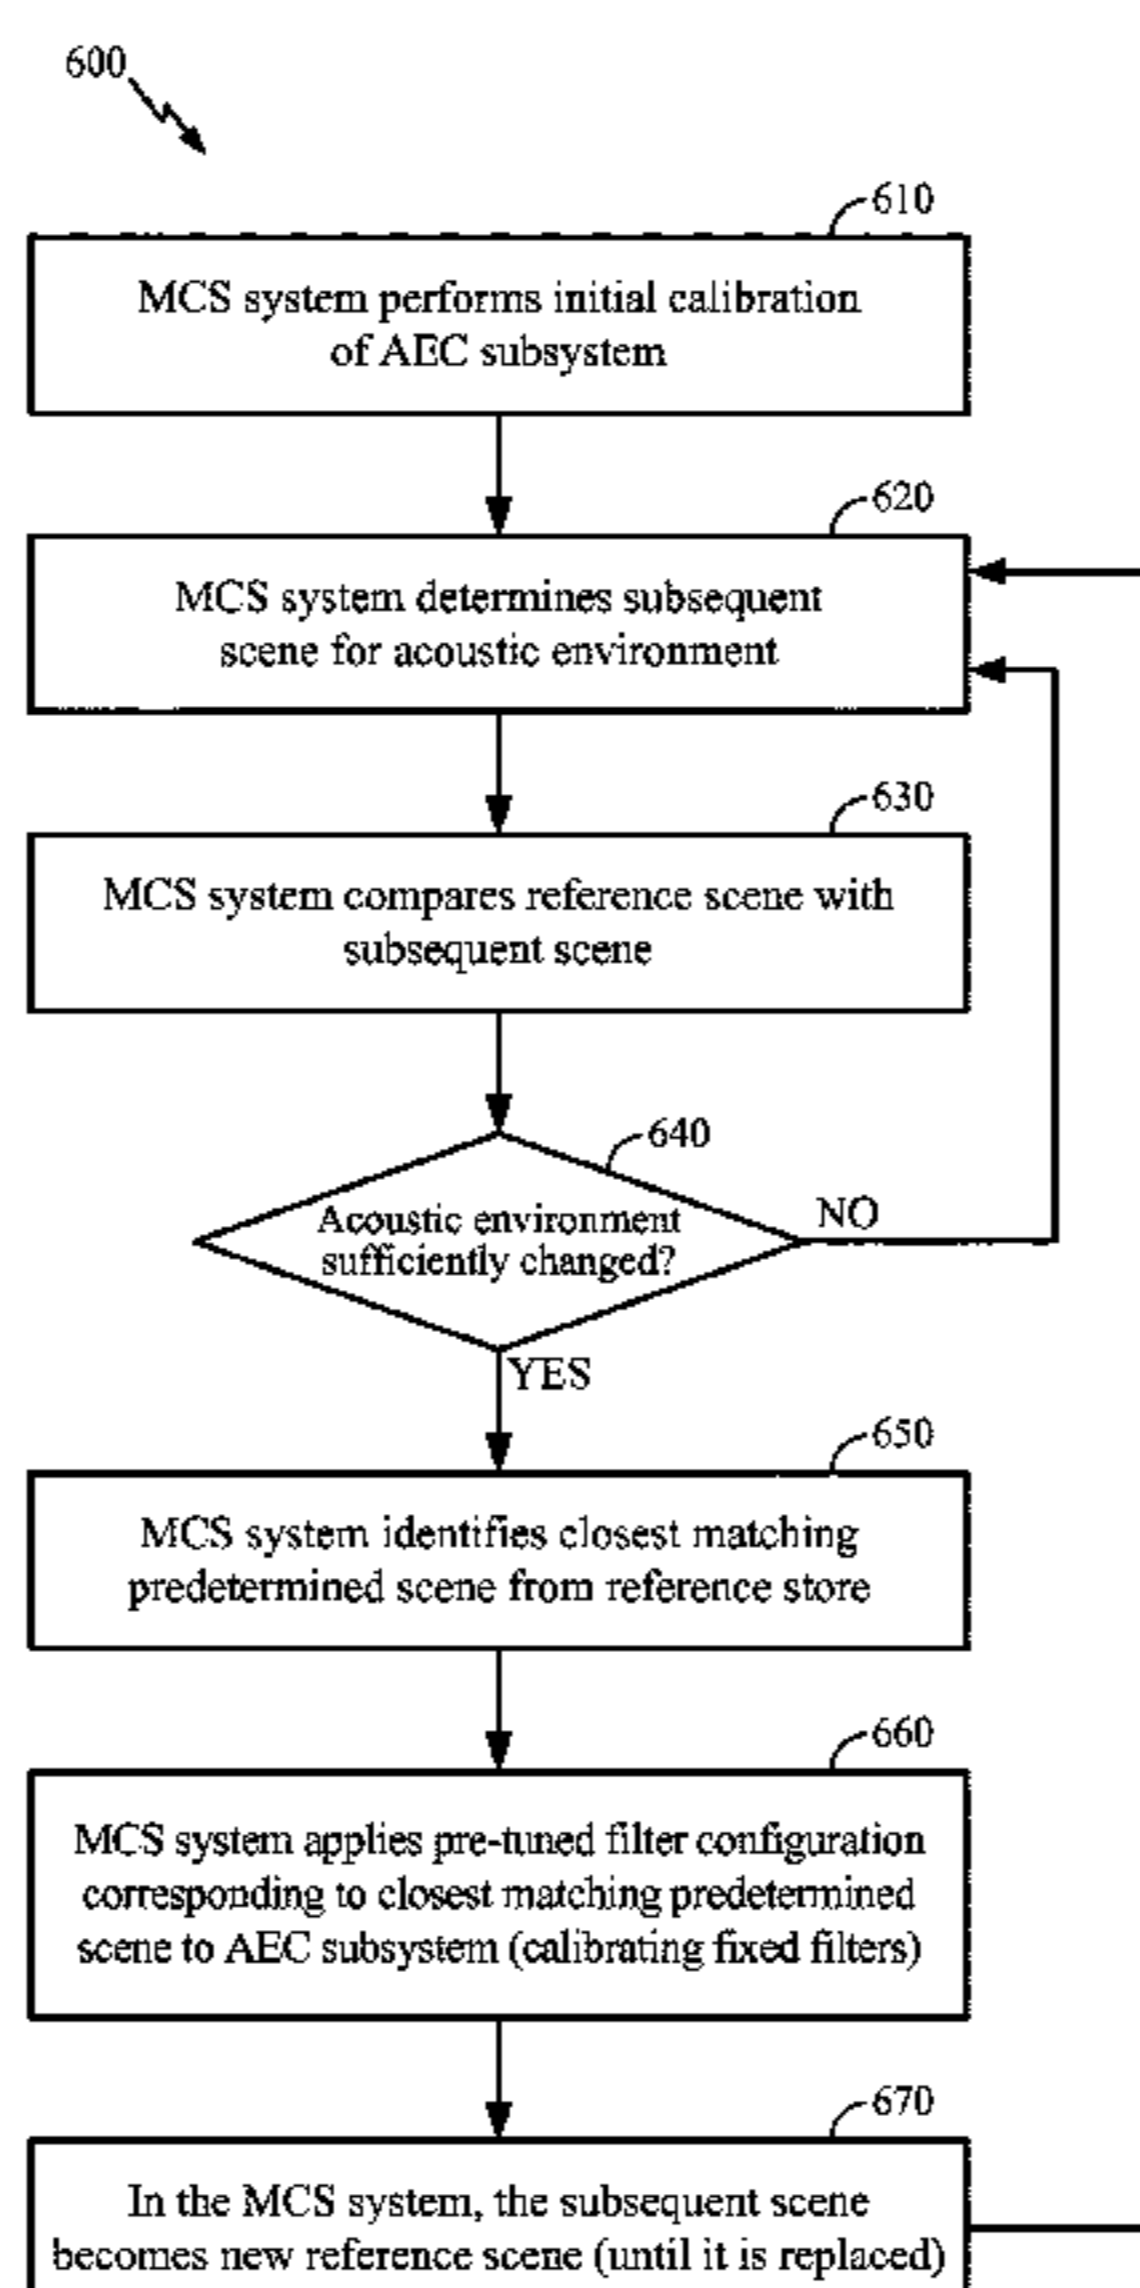 600
610
MCS system performs initial calibration
of AEC subsystem
620
MCS system determines subsequent
scene for acoustic environment
630
MCS system compares reference scene with
subsequent scene
640
Acoustic environment
sufficiently changed?
NO
YES
650
MCS system identifies closest matching
predetermined scene from reference store
660
MCS system applies pre-tuned filter configuration
corresponding to closest matching predetermined
scene to AEC subsystem (calibrating fixed filters)
670
In the MCS system, the subsequent scene
becomes new reference scene (until it is replaced)